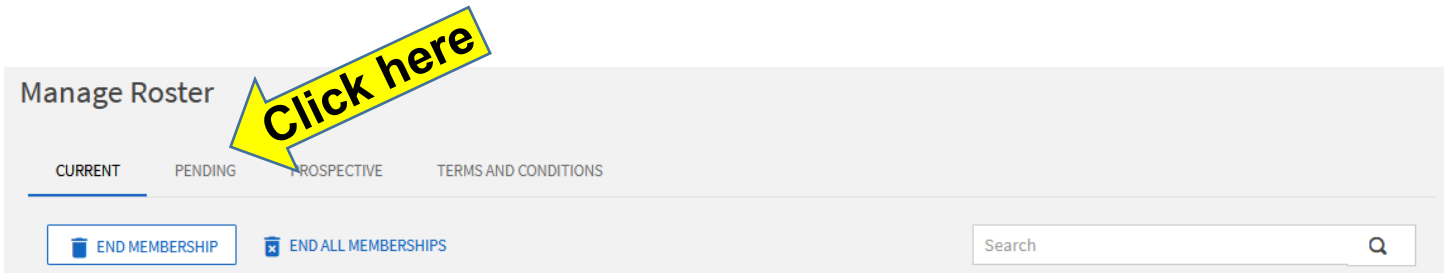 Click here
Manage Roster
CURRENT PENDING PROSPECTIVE TERMS AND CONDITIONS
END MEMBERSHIP END ALL MEMBERSHIPS Search